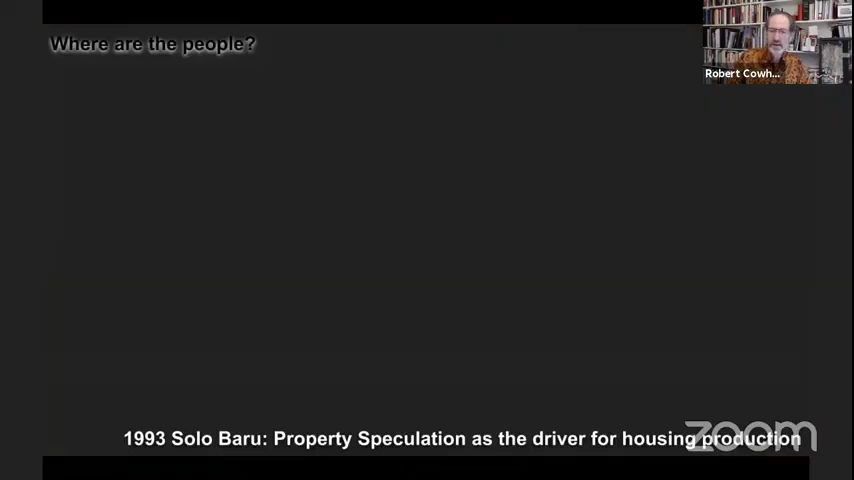 Where are the people?
Robert Cowh...
1993 Solo Baru: Property Speculation as the driver for housing production
zoom